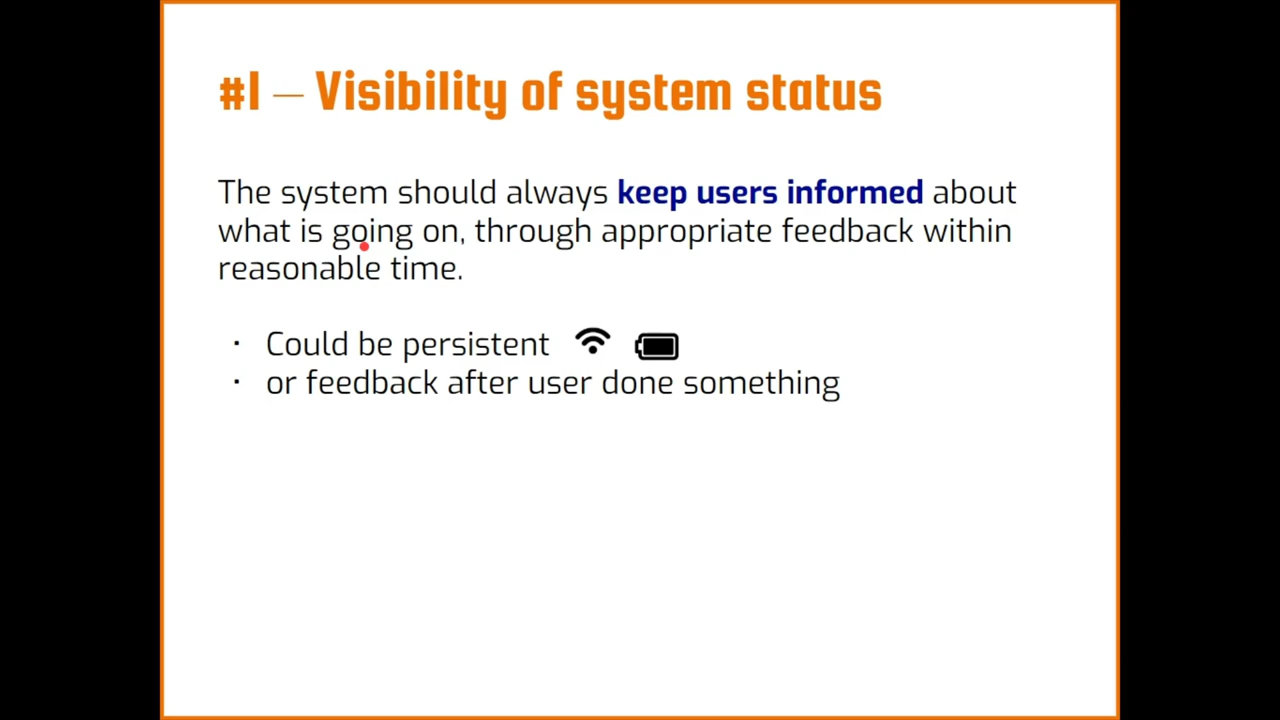 #1 – Visibility of system status
The system should always keep users informed about
what is going on, through appropriate feedback within
reasonable time.
· Could be persistent
· or feedback after user done something